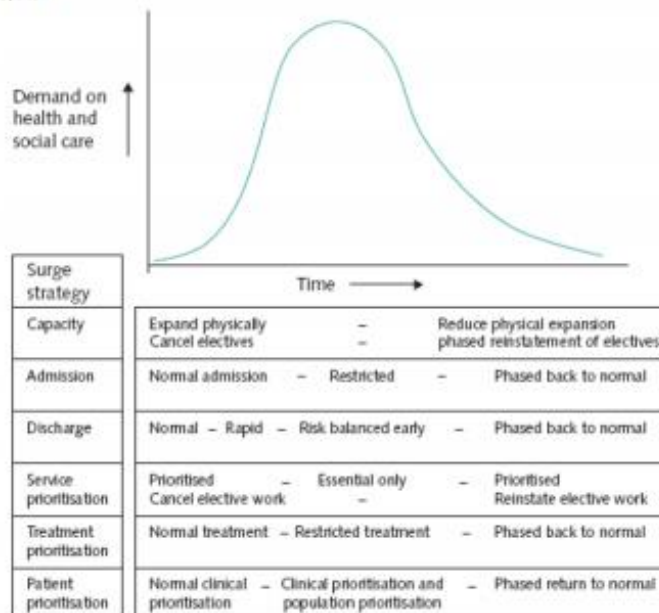 Demand on
health and
social care
Time
Surge
strategy
Capacity
Expand physically – Reduce physical expansion
Cancel electives – phased reinstatement of electives
Admission
Normal admission – Restricted – Phased back to normal
Discharge
Normal – Rapid – Risk balanced early – Phased back to normal
Service
prioritisation
Prioritised – Essential only – Prioritised
Cancel elective work – Reinstate elective work
Treatment
prioritisation
Normal treatment – Restricted treatment – Phased back to normal
Patient
prioritisation
Normal clinical – Clinical prioritisation and – Phased return to normal
prioritisation population prioritisation